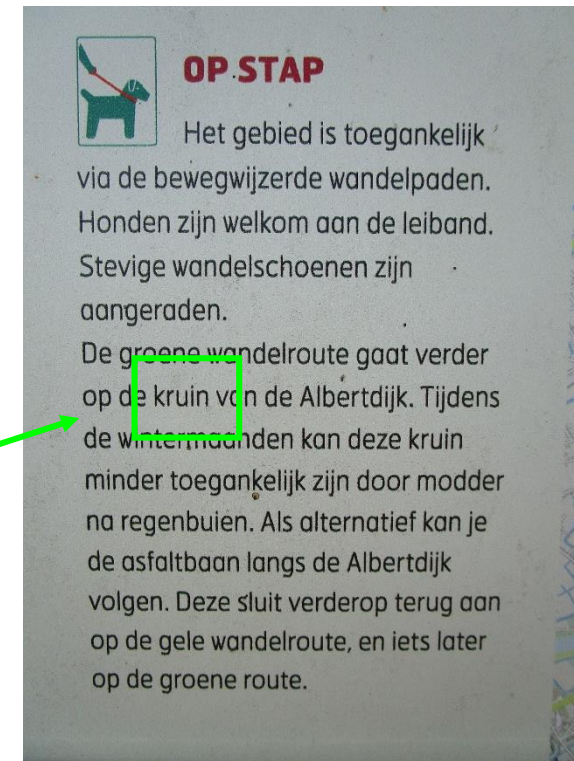 OP STAP
Het gebied is toegankelijk
via de bewegwijzerde wandelpaden.
Honden zijn welkom aan de leiband.
Stevige wandelschoenen zijn
aangeraden.
De groene wandelroute gaat verder
op de kruin van de Albertdijk. Tijdens
de wintermaanden kan deze kruin
minder toegankelijk zijn door modder
na regenbuien. Als alternatief kan je
de asfaltbaan langs de Albertdijk
volgen. Deze sluit verderop terug aan
op de gele wandelroute, en iets later
op de groene route.